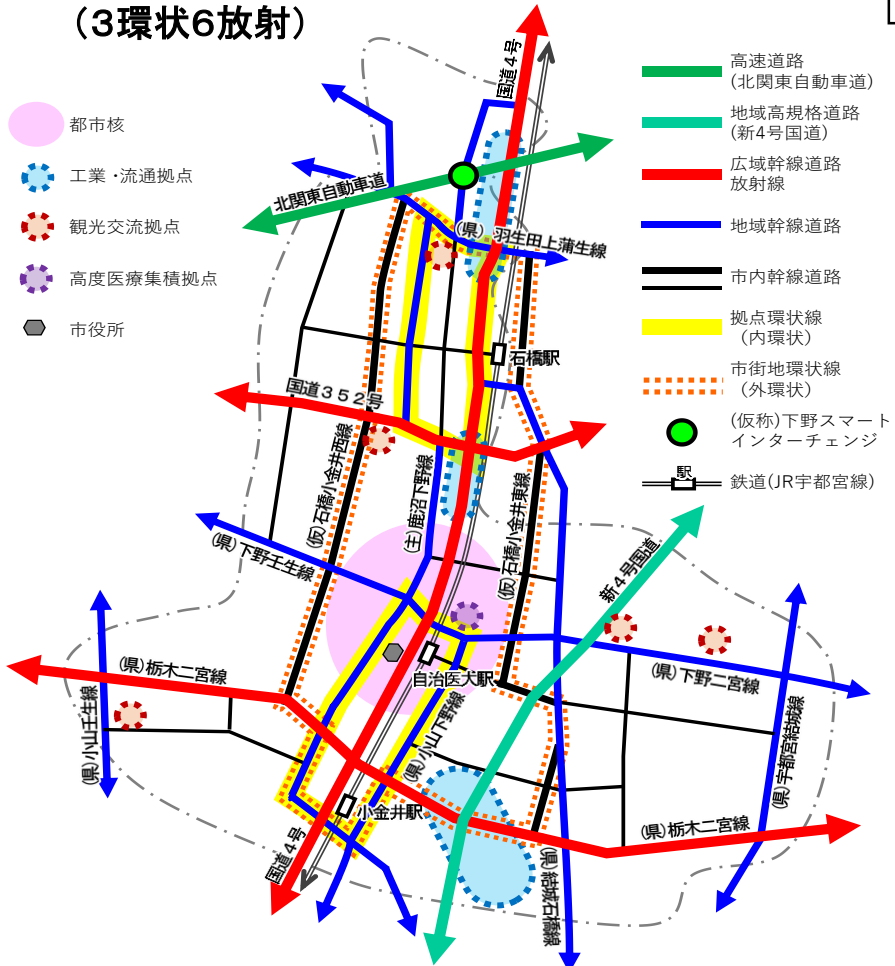 (3環状6放射)
都市核
工業・流通拠点
観光交流拠点
高度医療集積拠点
市役所
高速道路
(北関東自動車道)
地域高規格道路
(新4号国道)
広域幹線道路
放射線
地域幹線道路
市内幹線道路
拠点環状線
(内環状)
市街地環状線
(外環状)
(仮称)下野スマート
インターチェンジ
駅
鉄道(JR宇都宮線)
国道4号
北関東自動車道
(県) 羽生田上蒲生線
石橋駅
国道352号
(仮)石橋小金井西線
(主)鹿沼下野線
(仮)石橋小金井東線
(県)下野壬生線
新4号国道
(県)栃木二宮線
自治医大駅
(県)下野二宮線
(県)小山壬生線
(県)小山下野線
(県)宇都宮結城線
小金井駅
(県)栃木二宮線
国道4号
(県)結城石橋線